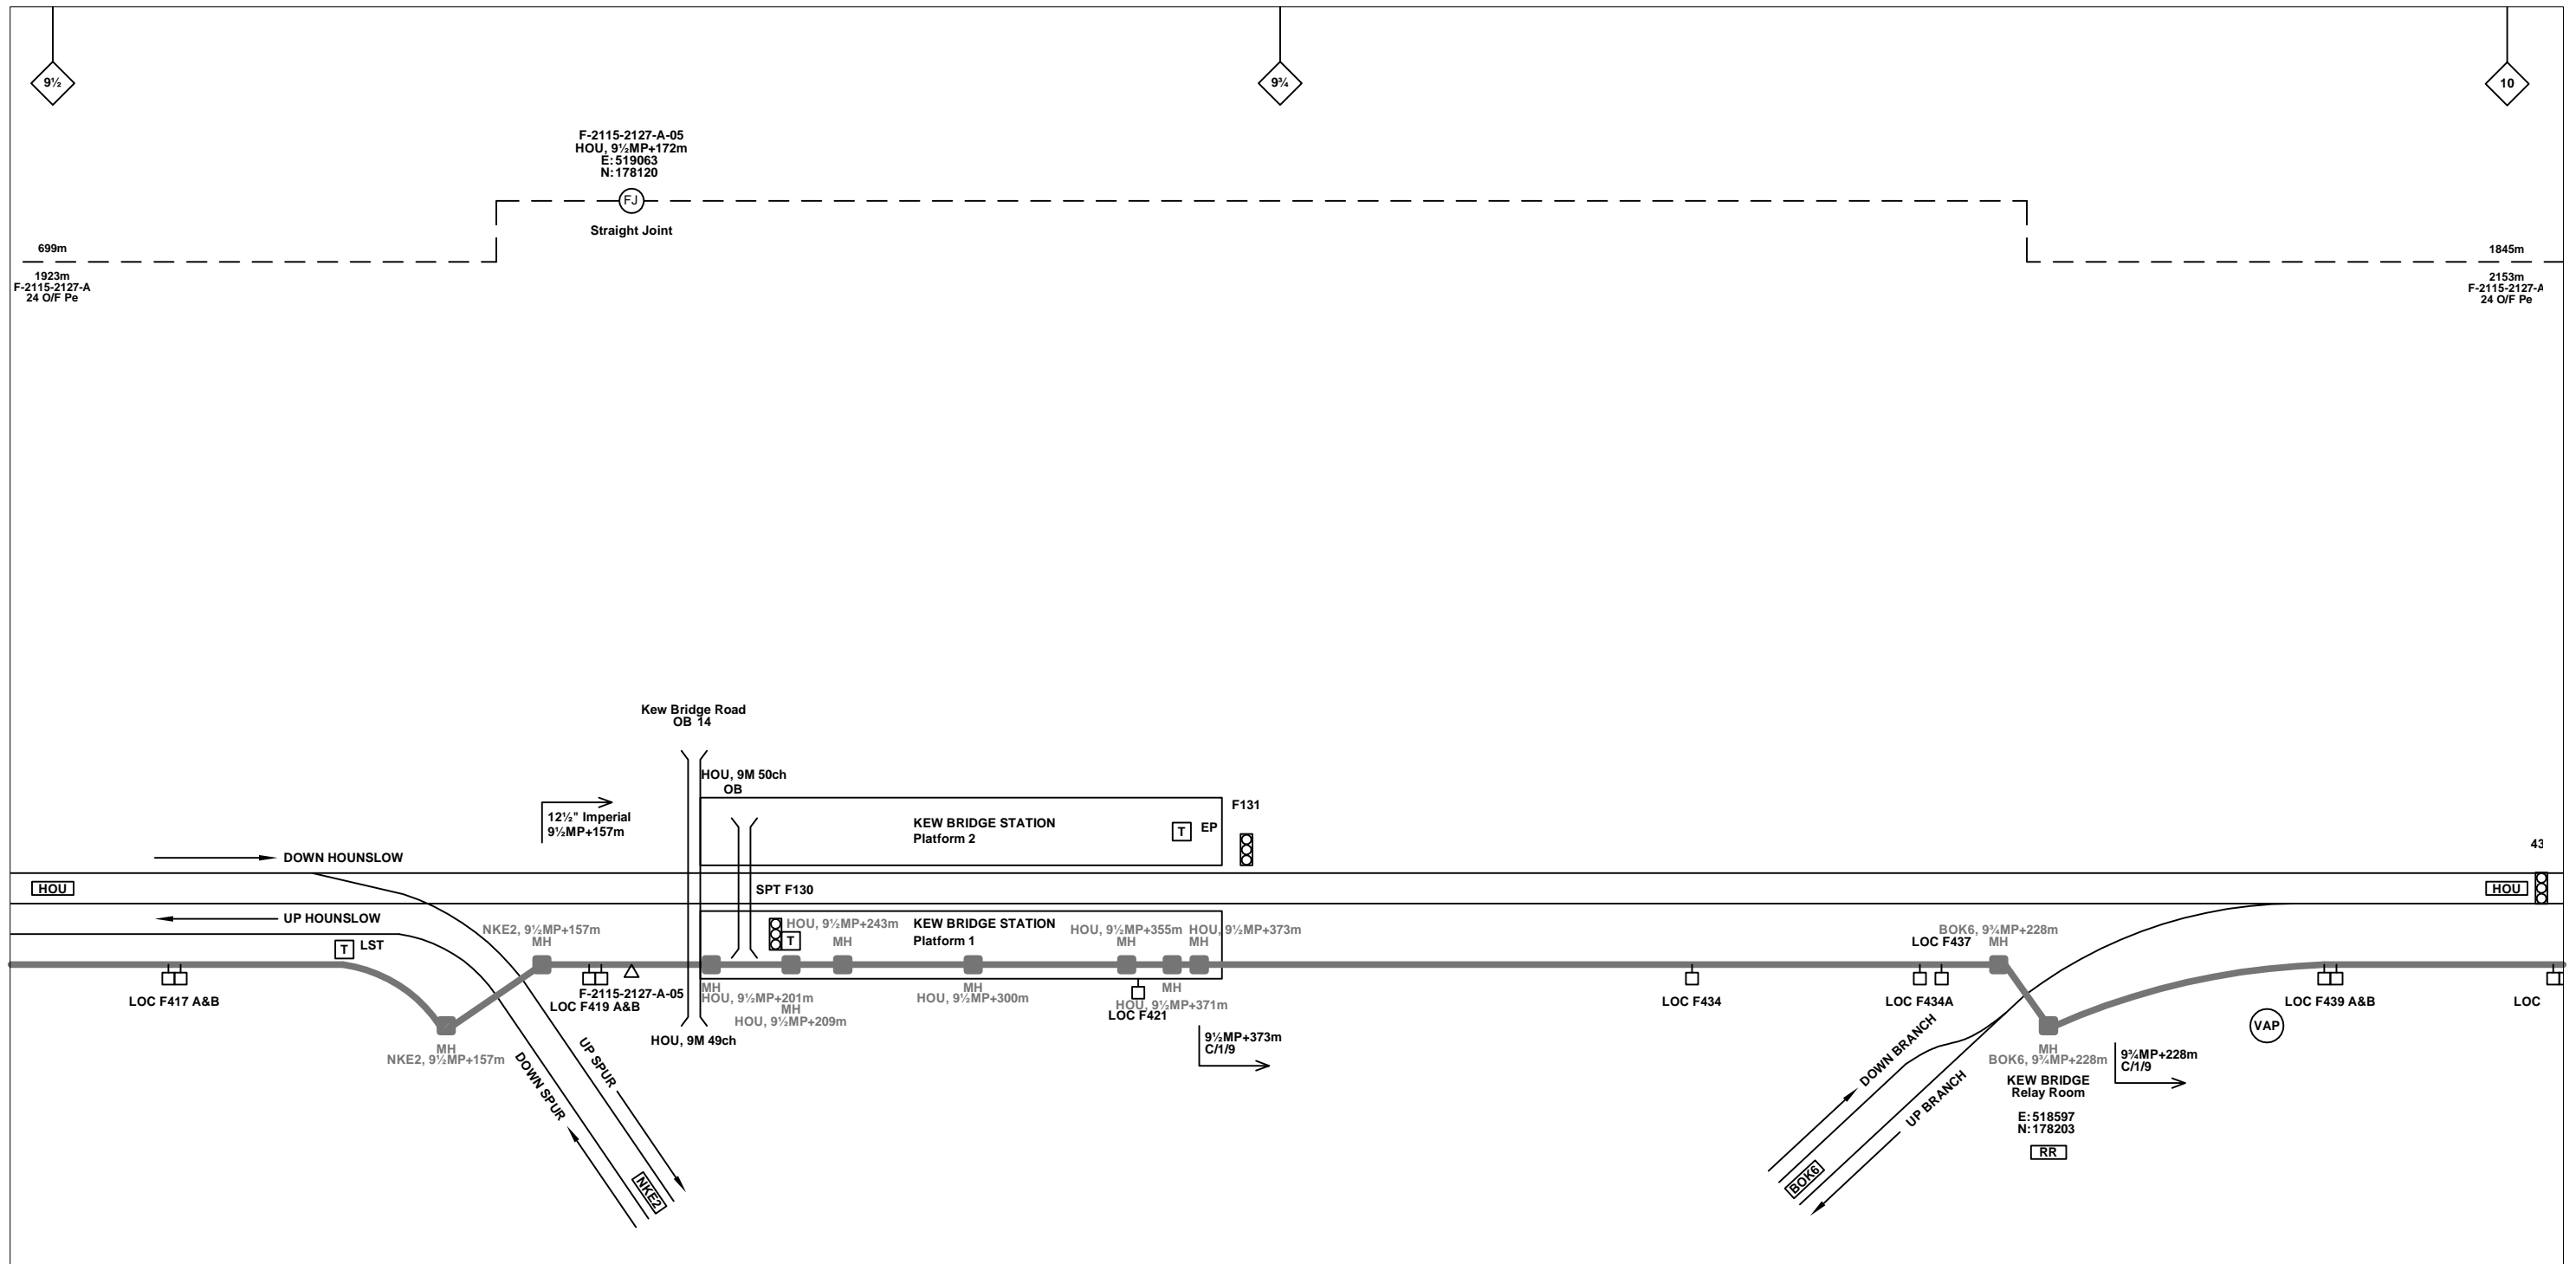 9½
9¾
10
F-2115-2127-A-05
HOU, 9½MP+172m
E:519063
N:178120
FJ
Straight Joint
699m
1923m
F-2115-2127-A
24 O/F Pe
1845m
2153m
F-2115-2127-A
24 O/F Pe
Kew Bridge Road
OB 14
HOU, 9M 50ch
OB
12½" Imperial
9½MP+157m
KEW BRIDGE STATION
Platform 2
T EP
F131
43
DOWN HOUNSLOW
HOU
SPT F130
HOU
UP HOUNSLOW
T LST
NKE2, 9½MP+157m
MH
HOU, 9½MP+243m
T
MH
KEW BRIDGE STATION
Platform 1
HOU, 9½MP+355m
MH
HOU, 9½MP+373m
MH
BOK6, 9¾MP+228m
MH
LOC F437
LOC F417 A&B
F-2115-2127-A-05
LOC F419 A&B
MH
HOU, 9½MP+201m
MH
HOU, 9½MP+209m
MH
HOU, 9½MP+300m
MH
HOU, 9½MP+371m
LOC F421
LOC F434
LOC F434A
LOC F439 A&B
LOC
VAP
HOU, 9M 49ch
MH
NKE2, 9½MP+157m
9½MP+373m
C/1/9
UP SPUR
DOWN SPUR
NKE2
DOWN BRANCH
UP BRANCH
BOK6
MH
BOK6, 9¾MP+228m
9¾MP+228m
C/1/9
KEW BRIDGE
Relay Room
E:518597
N:178203
RR